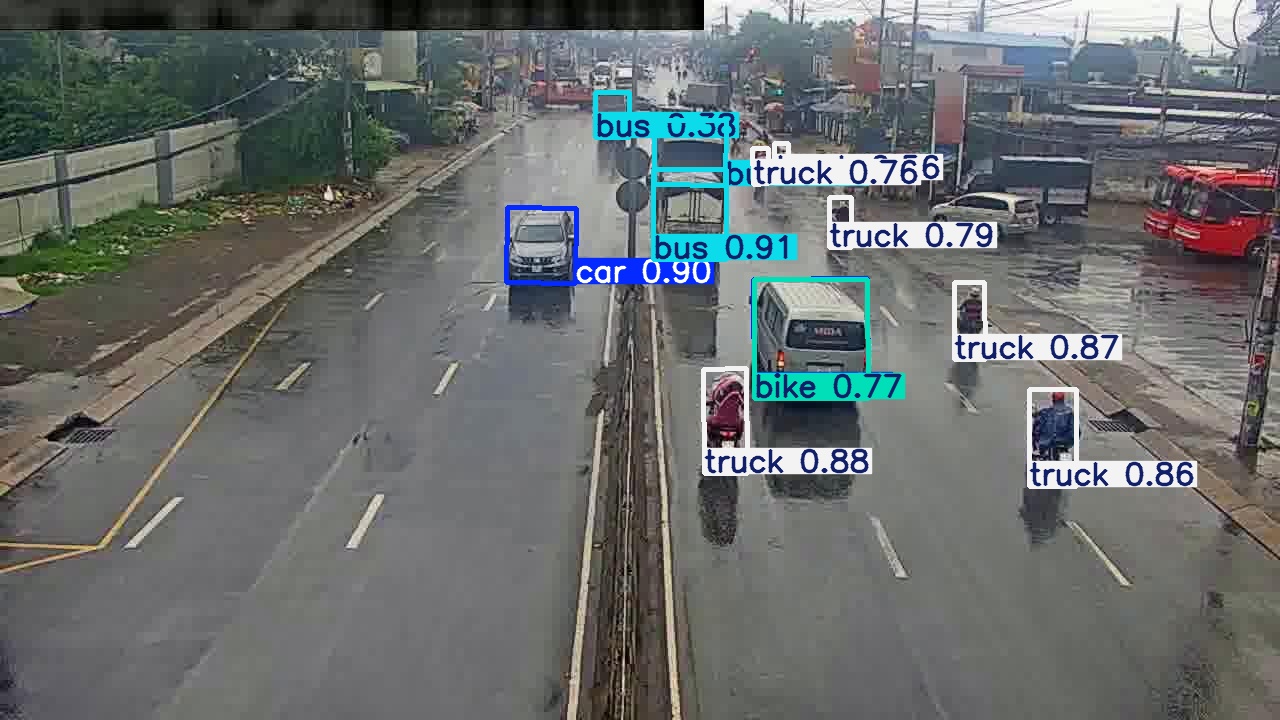 bus 0.38
truck 0.76
truck 0.79
bus 0.91
car 0.90
truck 0.87
bike 0.77
truck 0.88
truck 0.86